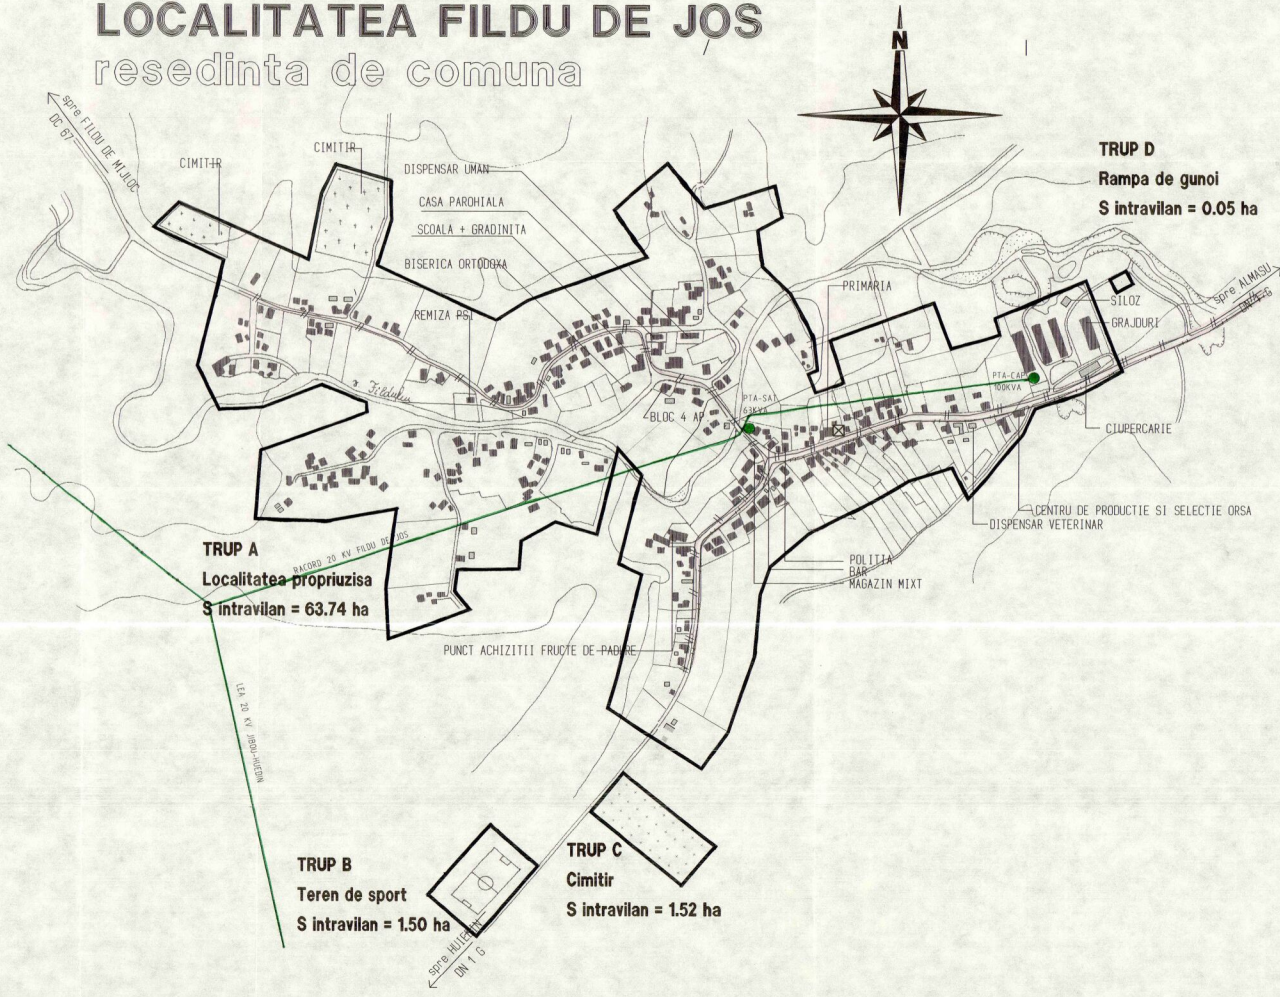 LOCALITATEA FILDU DE JOS
resedinta de comuna
N
spre FILDU DE MIJLOC
DC 67
CIMITIR
CIMITIR
DISPENSAR UMAN
CASA PAROHIALA
SCOALA + GRADINITA
BISERICA ORTODOXA
REMIZA PSI
TRUP D
Rampa de gunoi
S intravilan = 0.05 ha
PRIMARIA
spre ALMASU
DN 1 G
SILOZ
GRAJDURI
PTA-CAP
100KVA
PTA-SAT
63KVA
Fildului
BLOC 4 AP
CIUPERCARIE
CENTRU DE PRODUCTIE SI SELECTIE ORSA
DISPENSAR VETERINAR
POLITIA
BAR
MAGAZIN MIXT
TRUP A
Localitatea propriuzisa
S intravilan = 63.74 ha
RACORD 20 KV FILDU DE JOS
PUNCT ACHIZITII FRUCTE DE PADURE
LEA 20 KV JIBOU-HUEDIN
TRUP B
Teren de sport
S intravilan = 1.50 ha
TRUP C
Cimitir
S intravilan = 1.52 ha
spre HUIEDIN
DN 1 G